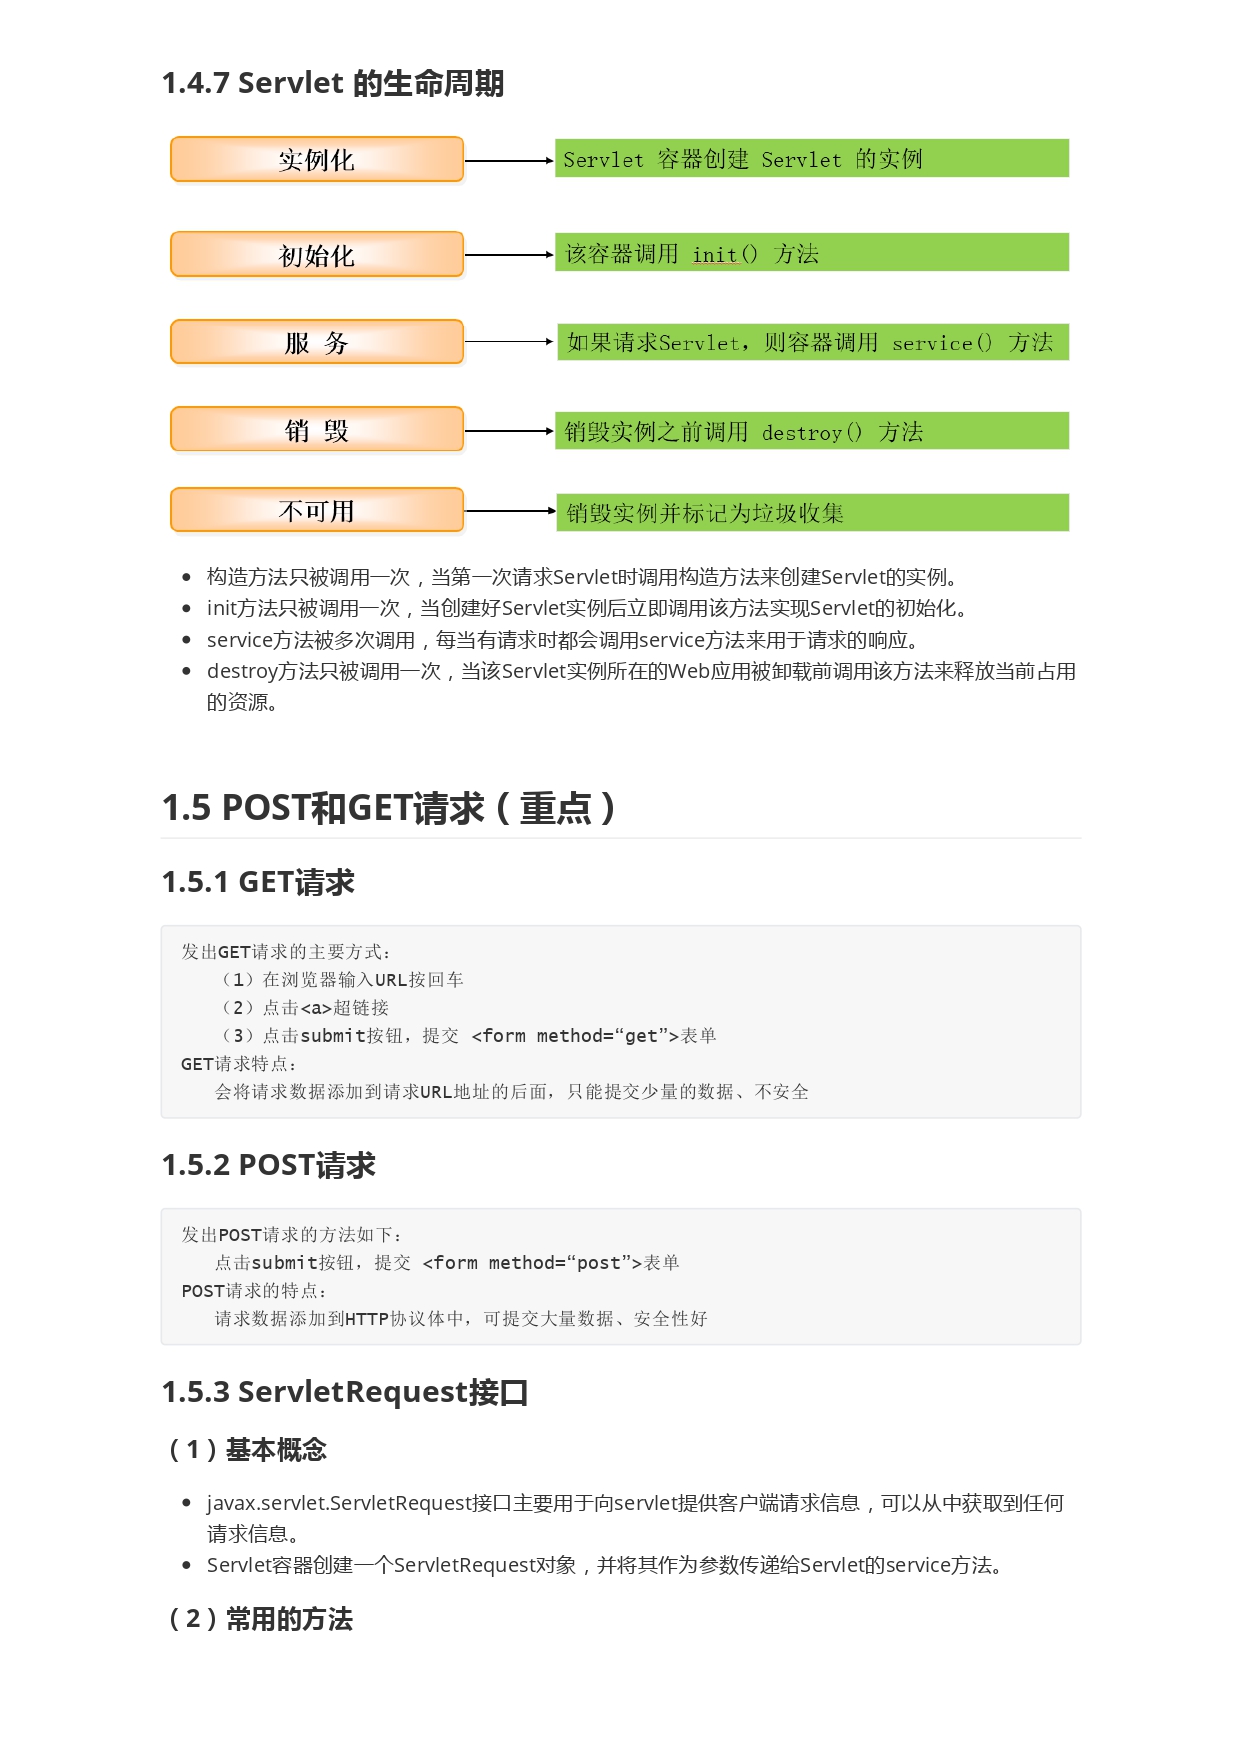 1.4.7 Servlet 的生命周期
实例化
Servlet 容器创建 Servlet 的实例
初始化
该容器调用 init() 方法
服 务
如果请求Servlet，则容器调用 service() 方法
销 毁
销毁实例之前调用 destroy() 方法
不可用
销毁实例并标记为垃圾收集
• 构造方法只被调用一次，当第一次请求Servlet时调用构造方法来创建Servlet的实例。
• init方法只被调用一次，当创建好Servlet实例后立即调用该方法实现Servlet的初始化。
• service方法被多次调用，每当有请求时都会调用service方法来用于请求的响应。
• destroy方法只被调用一次，当该Servlet实例所在的Web应用被卸载前调用该方法来释放当前占用
的资源。
1.5 POST和GET请求（重点）
1.5.1 GET请求
发出GET请求的主要方式：
（1）在浏览器输入URL按回车
（2）点击<a>超链接
（3）点击submit按钮，提交 <form method=“get”>表单
GET请求特点：
会将请求数据添加到请求URL地址的后面，只能提交少量的数据、不安全
1.5.2 POST请求
发出POST请求的方法如下：
点击submit按钮，提交 <form method=“post”>表单
POST请求的特点：
请求数据添加到HTTP协议体中，可提交大量数据、安全性好
1.5.3 ServletRequest接口
（1）基本概念
• javax.servlet.ServletRequest接口主要用于向servlet提供客户端请求信息，可以从中获取到任何
请求信息。
• Servlet容器创建一个ServletRequest对象，并将其作为参数传递给Servlet的service方法。
（2）常用的方法